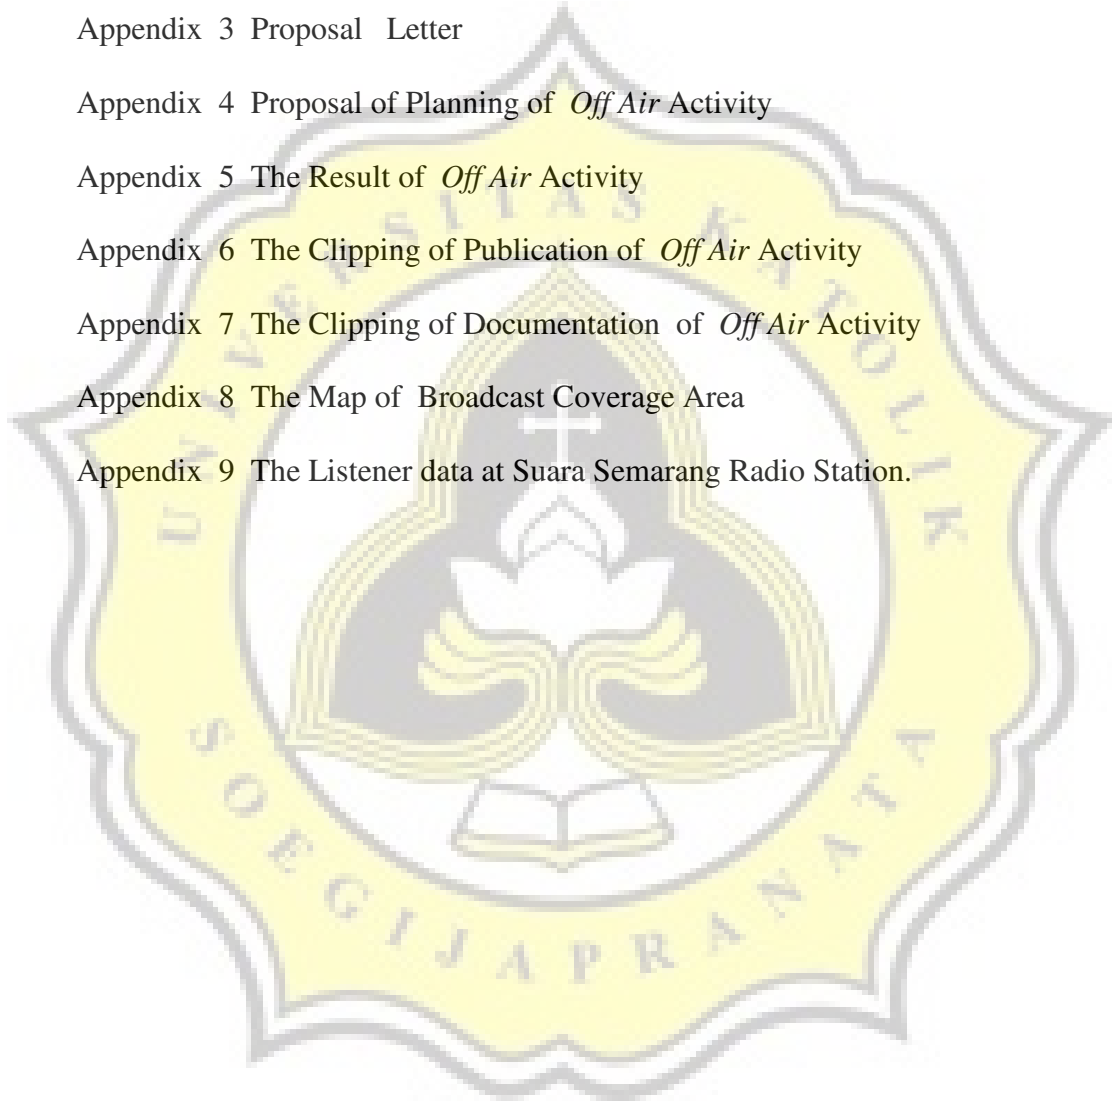 Appendix 3 Proposal Letter
Appendix 4 Proposal of Planning of Off Air Activity
Appendix 5 The Result of Off Air Activity
Appendix 6 The Clipping of Publication of Off Air Activity
Appendix 7 The Clipping of Documentation of Off Air Activity
Appendix 8 The Map of Broadcast Coverage Area
Appendix 9 The Listener data at Suara Semarang Radio Station.
UNIVERSITAS KATOLIK
SOEGIJAPRANATA